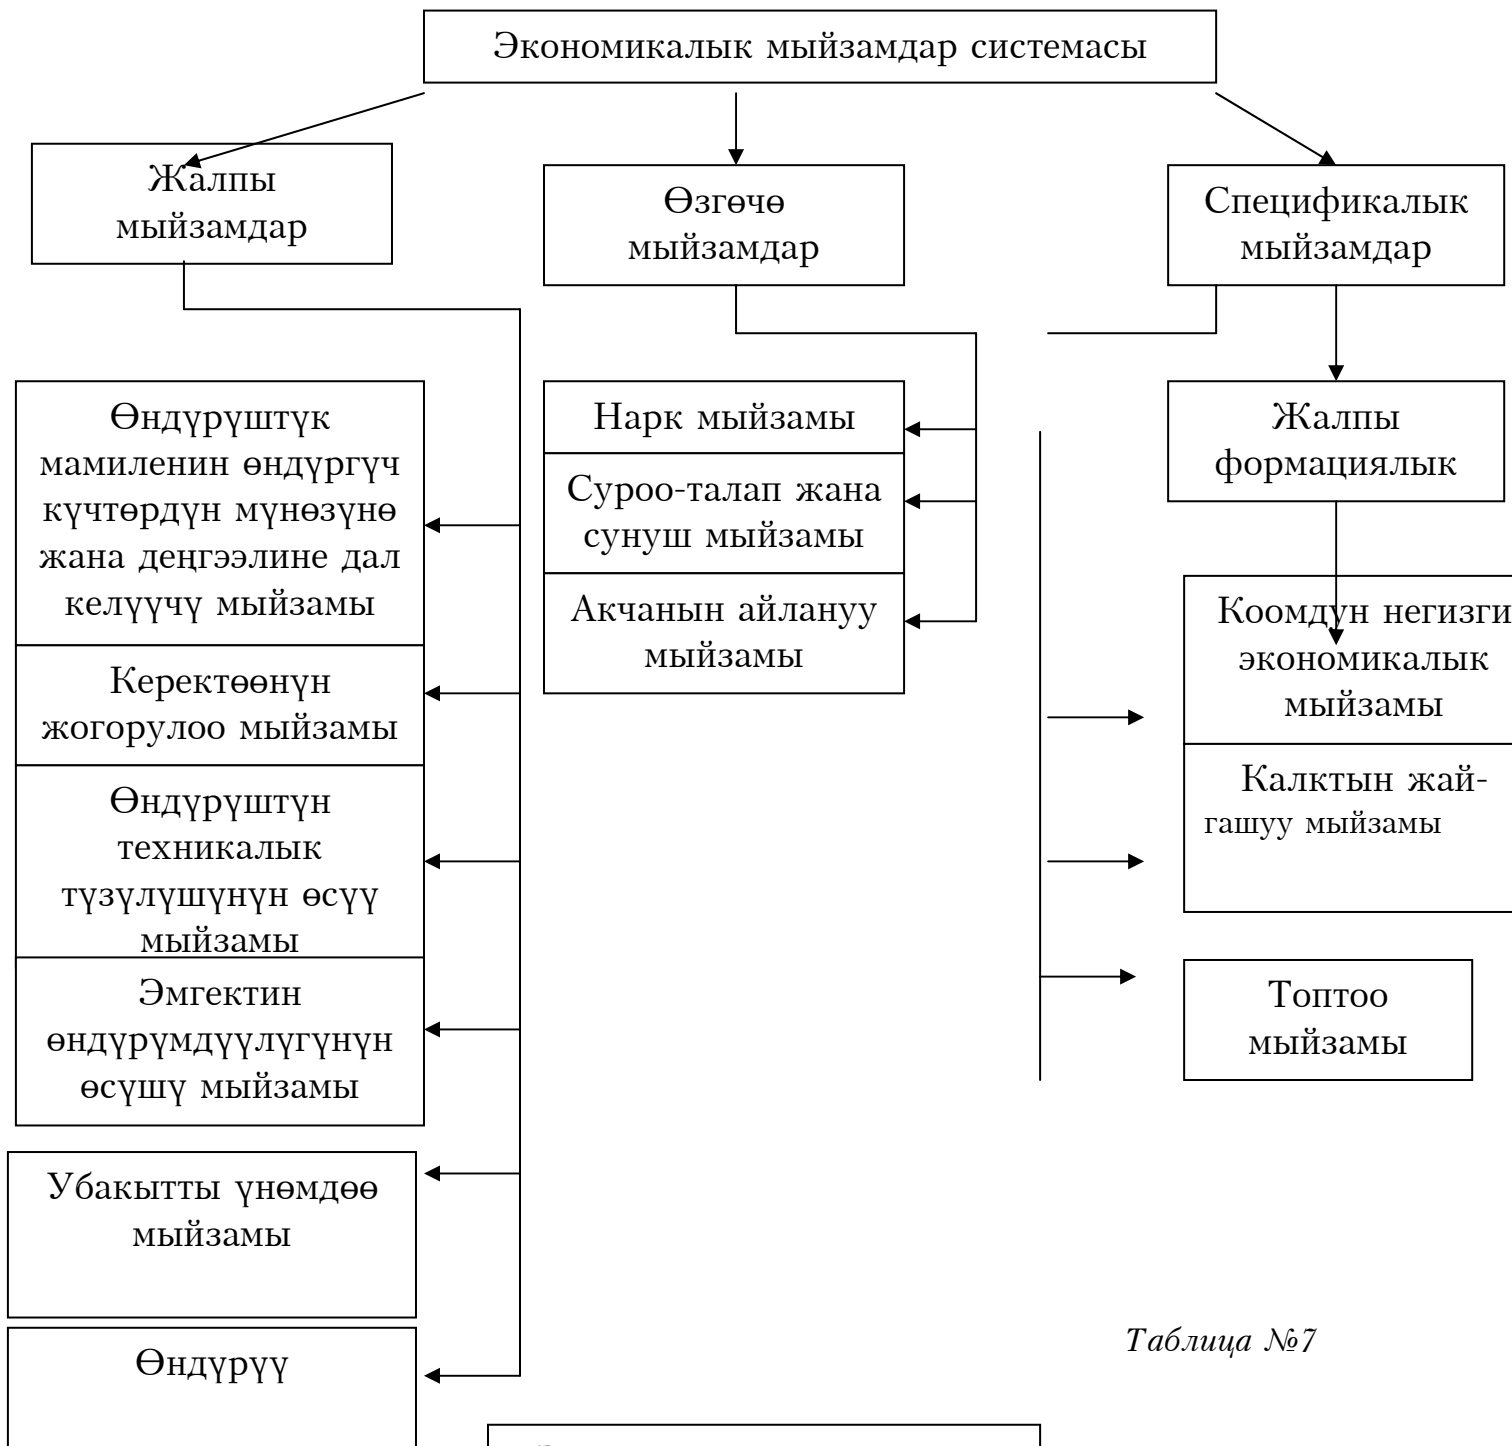 Экономикалык мыйзамдар системасы
Жалпы
мыйзамдар
Өзгөчө
мыйзамдар
Спецификалык
мыйзамдар
Өндүрүштүк
мамиленин өндүргүч
күчтөрдүн мүнөзүнө
жана деңгээлине дал
келүүчү мыйзамы
Керектөөнүн
жогорулоо мыйзамы
Өндүрүштүн
техникалык
түзүлүшүнүн өсүү
мыйзамы
Эмгектин
өндүрүмдүүлүгүнүн
өсүшү мыйзамы
Убакытты үнөмдөө
мыйзамы
Өндүрүү
Нарк мыйзамы
Суроо-талап жана
сунуш мыйзамы
Акчанын айлануу
мыйзамы
Жалпы
формациялык
Коомдун негизги
экономикалык
мыйзамы
Калктын жай-
гашуу мыйзамы
Топтоо
мыйзамы
Таблица №7